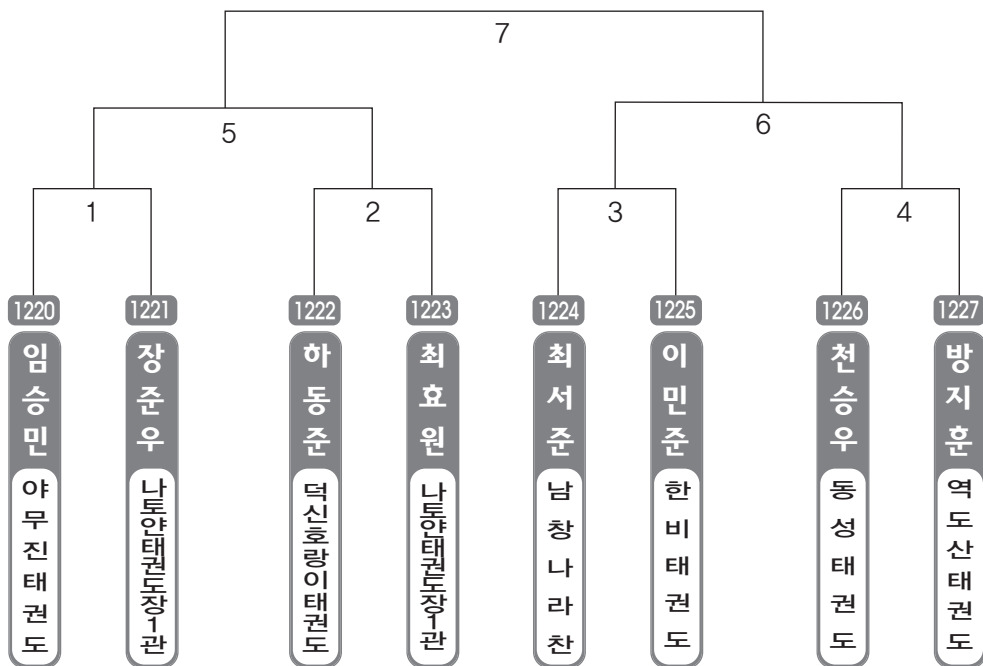 7
5
6
1
2
3
4
1220
1221
1222
1223
1224
1225
1226
1227
임승민
장준우
하동준
최효원
최서준
이민준
천승우
방지훈
야무진태권도
나토얀태권도장1관
덕신호랑이태권도
나토얀태권도장1관
남창나라찬
한비태권도
동성태권도
역도산태권도